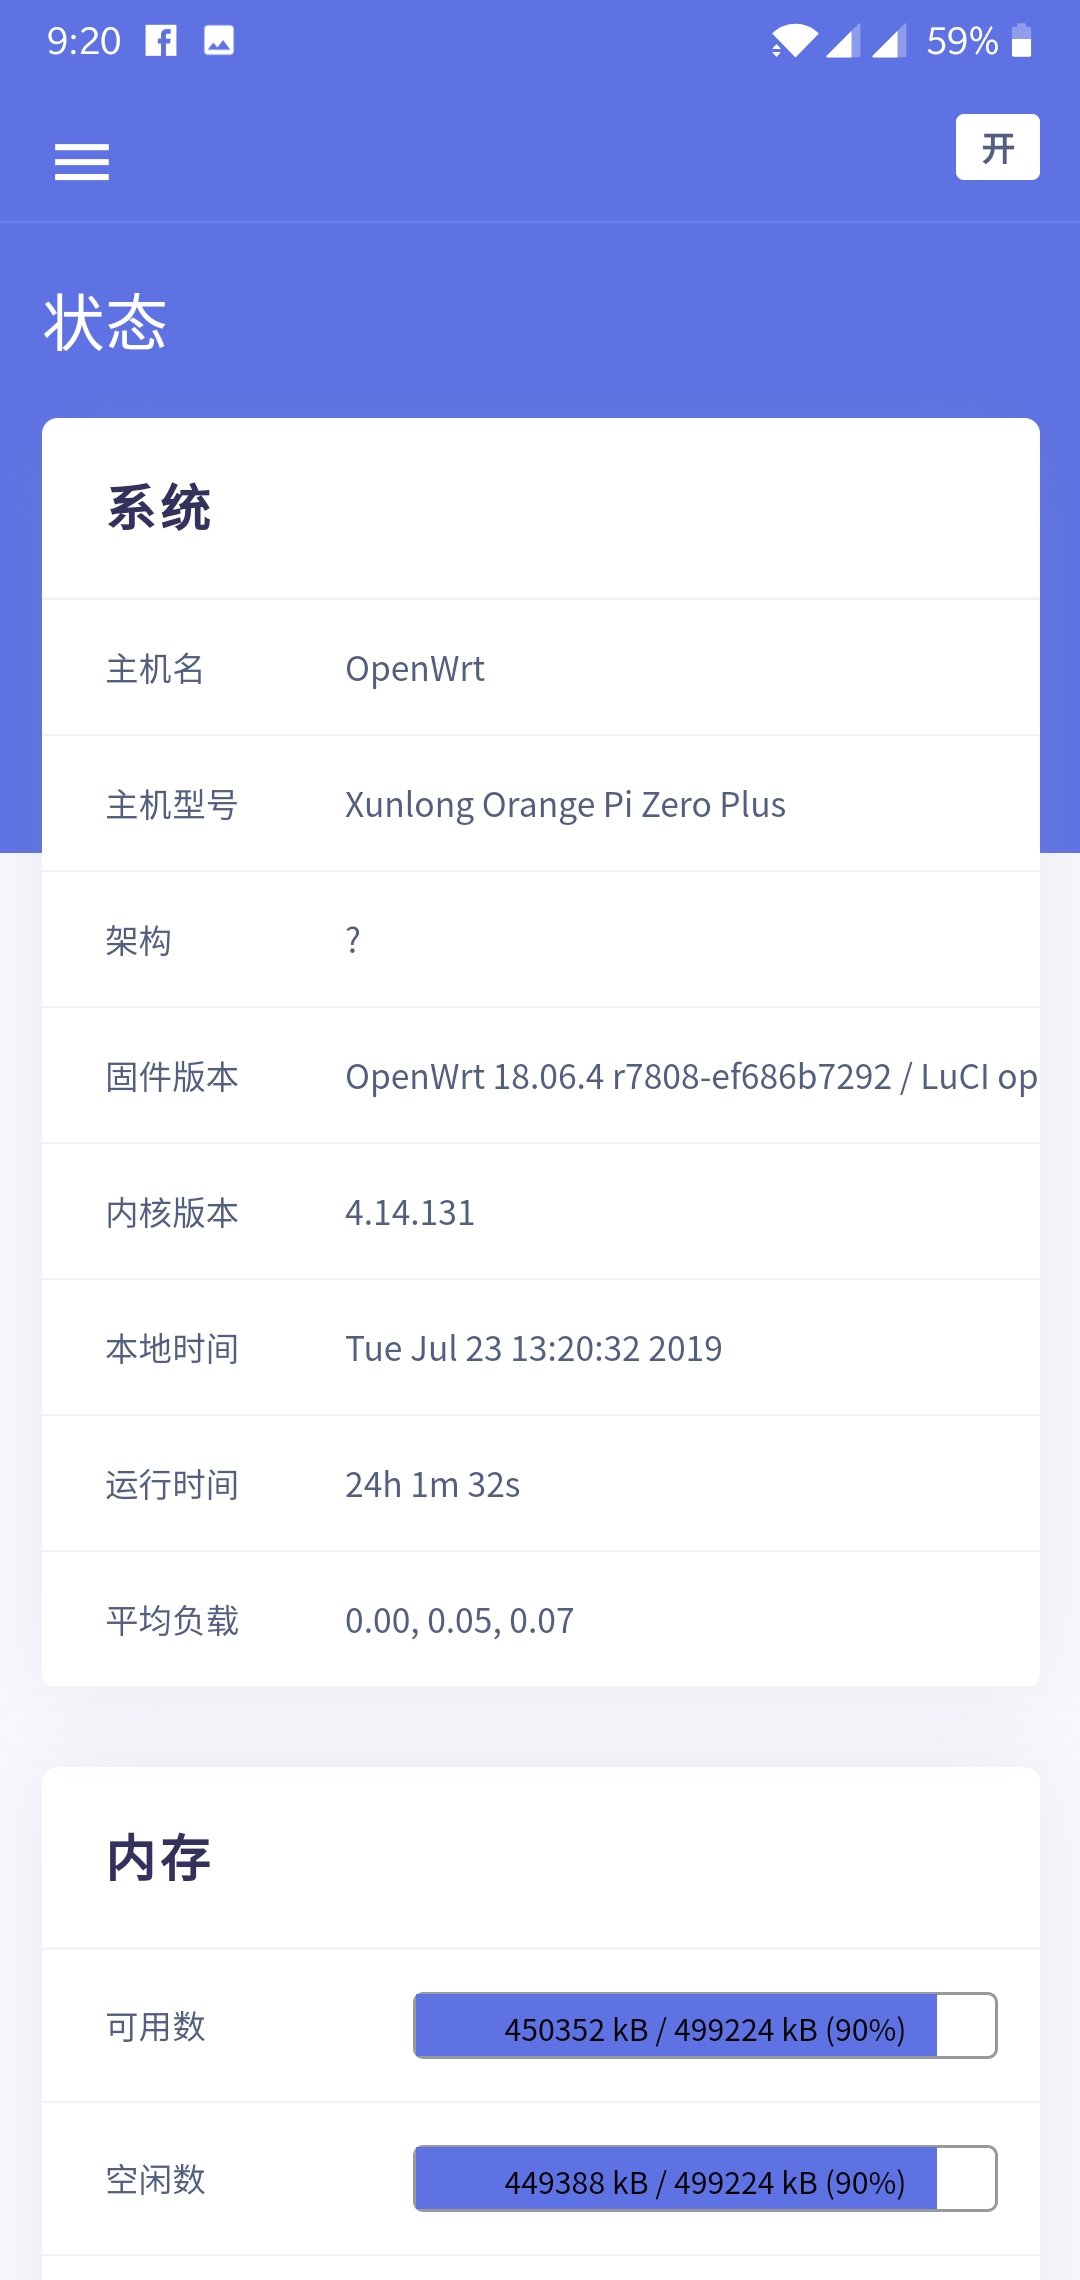 9:20 59%
开
状态
系统
主机名 OpenWrt
主机型号 Xunlong Orange Pi Zero Plus
架构 ?
固件版本 OpenWrt 18.06.4 r7808-ef686b7292 / LuCI op
内核版本 4.14.131
本地时间 Tue Jul 23 13:20:32 2019
运行时间 24h 1m 32s
平均负载 0.00, 0.05, 0.07
内存
可用数 450352 kB / 499224 kB (90%)
空闲数 449388 kB / 499224 kB (90%)